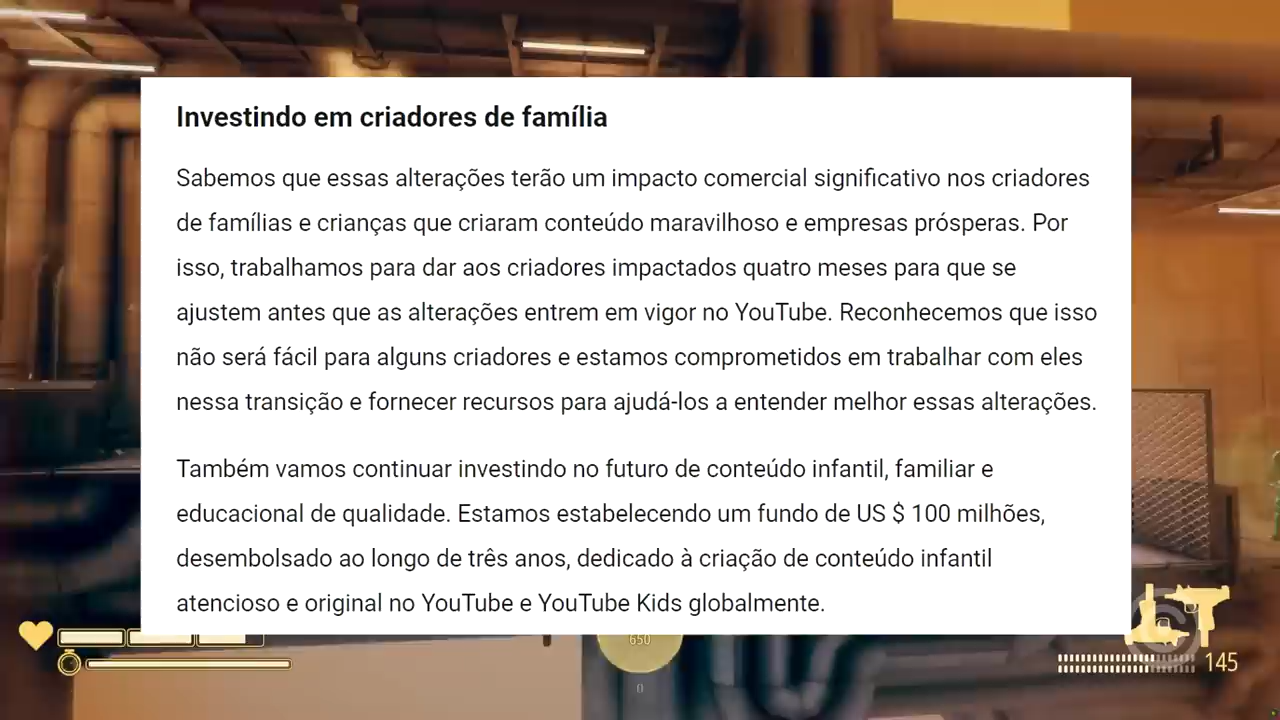 Investindo em criadores de família
Sabemos que essas alterações terão um impacto comercial significativo nos criadores
de famílias e crianças que criaram conteúdo maravilhoso e empresas prósperas. Por
isso, trabalhamos para dar aos criadores impactados quatro meses para que se
ajustem antes que as alterações entrem em vigor no YouTube. Reconhecemos que isso
não será fácil para alguns criadores e estamos comprometidos em trabalhar com eles
nessa transição e fornecer recursos para ajudá-los a entender melhor essas alterações.
Também vamos continuar investindo no futuro de conteúdo infantil, familiar e
educacional de qualidade. Estamos estabelecendo um fundo de US $ 100 milhões,
desembolsado ao longo de três anos, dedicado à criação de conteúdo infantil
atencioso e original no YouTube e YouTube Kids globalmente.
650
0
145